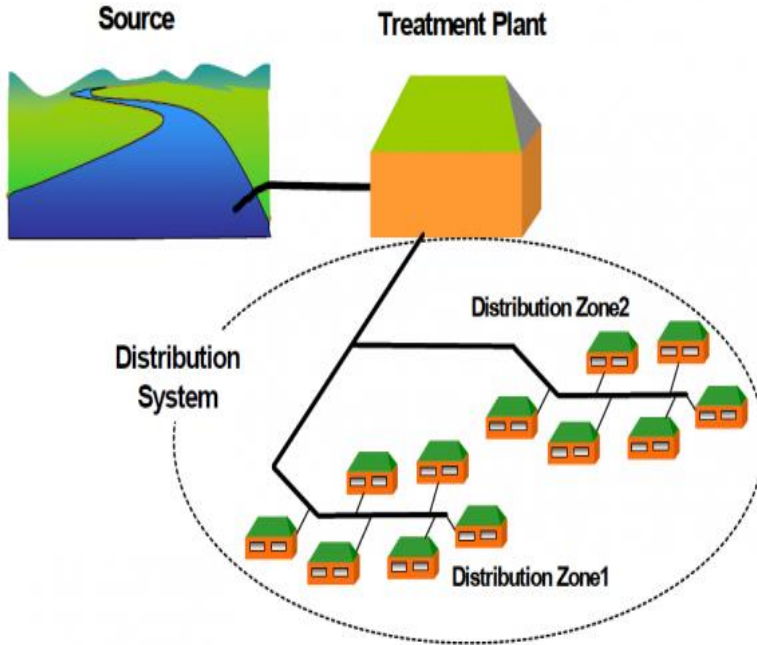 Source
Treatment Plant
Distribution Zone2
Distribution
System
Distribution Zone1